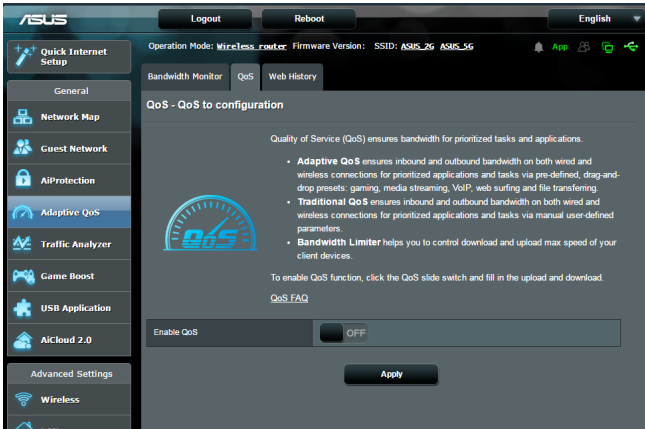 ASUS
Logout
Reboot
English
Quick Internet
Setup
Operation Mode: Wireless router Firmware Version: SSID: ASUS_2G ASUS_5G
App
General
Network Map
Guest Network
AiProtection
Adaptive QoS
Traffic Analyzer
Game Boost
USB Application
AiCloud 2.0
Advanced Settings
Wireless
Bandwidth Monitor
QoS
Web History
QoS - QoS to configuration
QoS
Quality of Service (QoS) ensures bandwidth for prioritized tasks and applications.
• Adaptive QoS ensures inbound and outbound bandwidth on both wired and
wireless connections for prioritized applications and tasks via pre-defined, drag-and-
drop presets: gaming, media streaming, VoIP, web surfing and file transferring.
• Traditional QoS ensures inbound and outbound bandwidth on both wired and
wireless connections for prioritized applications and tasks via manual user-defined
parameters.
• Bandwidth Limiter helps you to control download and upload max speed of your
client devices.
To enable QoS function, click the QoS slide switch and fill in the upload and download.
QoS FAQ
Enable QoS
OFF
Apply